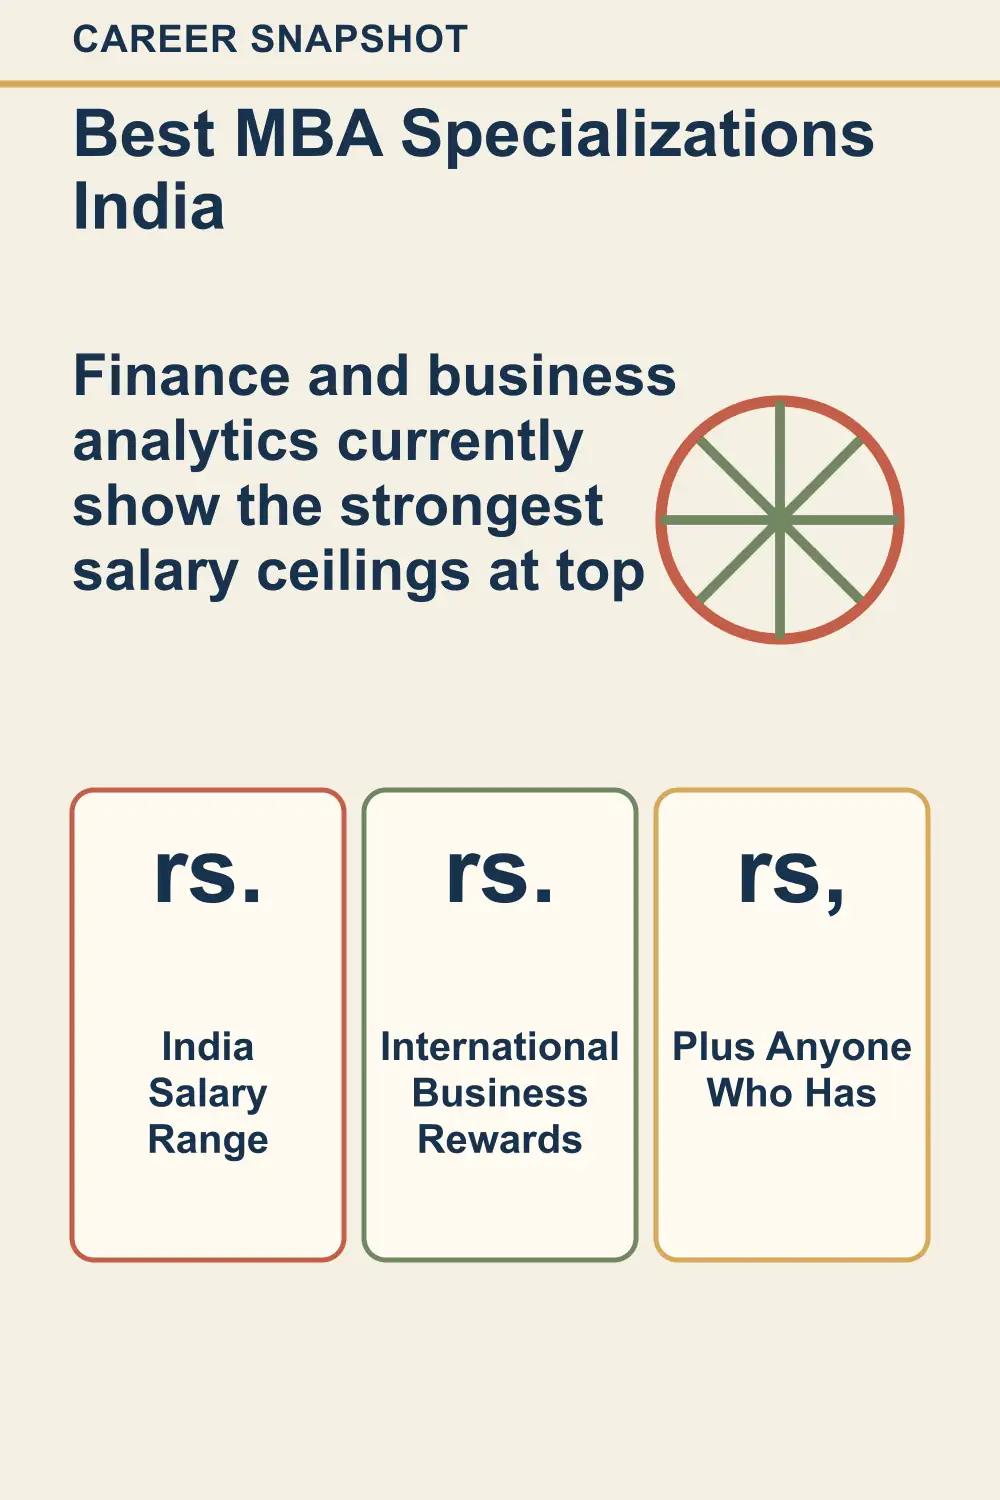 CAREER SNAPSHOT
Best MBA Specializations
India
Finance and business
analytics currently
show the strongest
salary ceilings at top
rs.
India
Salary
Range
rs.
International
Business
Rewards
rs,
Plus Anyone
Who Has